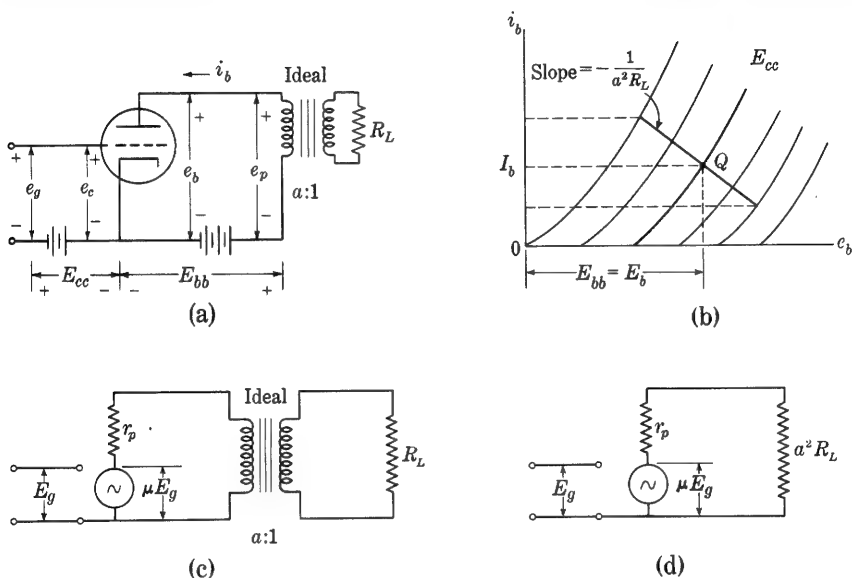 i_b
Ideal
+
+
+
+
R_L
e_g
e_c
e_b
e_p
a:1
−
−
−
−
E_cc
E_bb
+
−
−
+
(a)
i_b
Slope = − 1/(a²R_L)
E_cc
Q
I_b
0
e_b
E_bb = E_b
(b)
Ideal
r_p
R_L
E_g
μE_g
a:1
(c)
r_p
a²R_L
E_g
μE_g
(d)